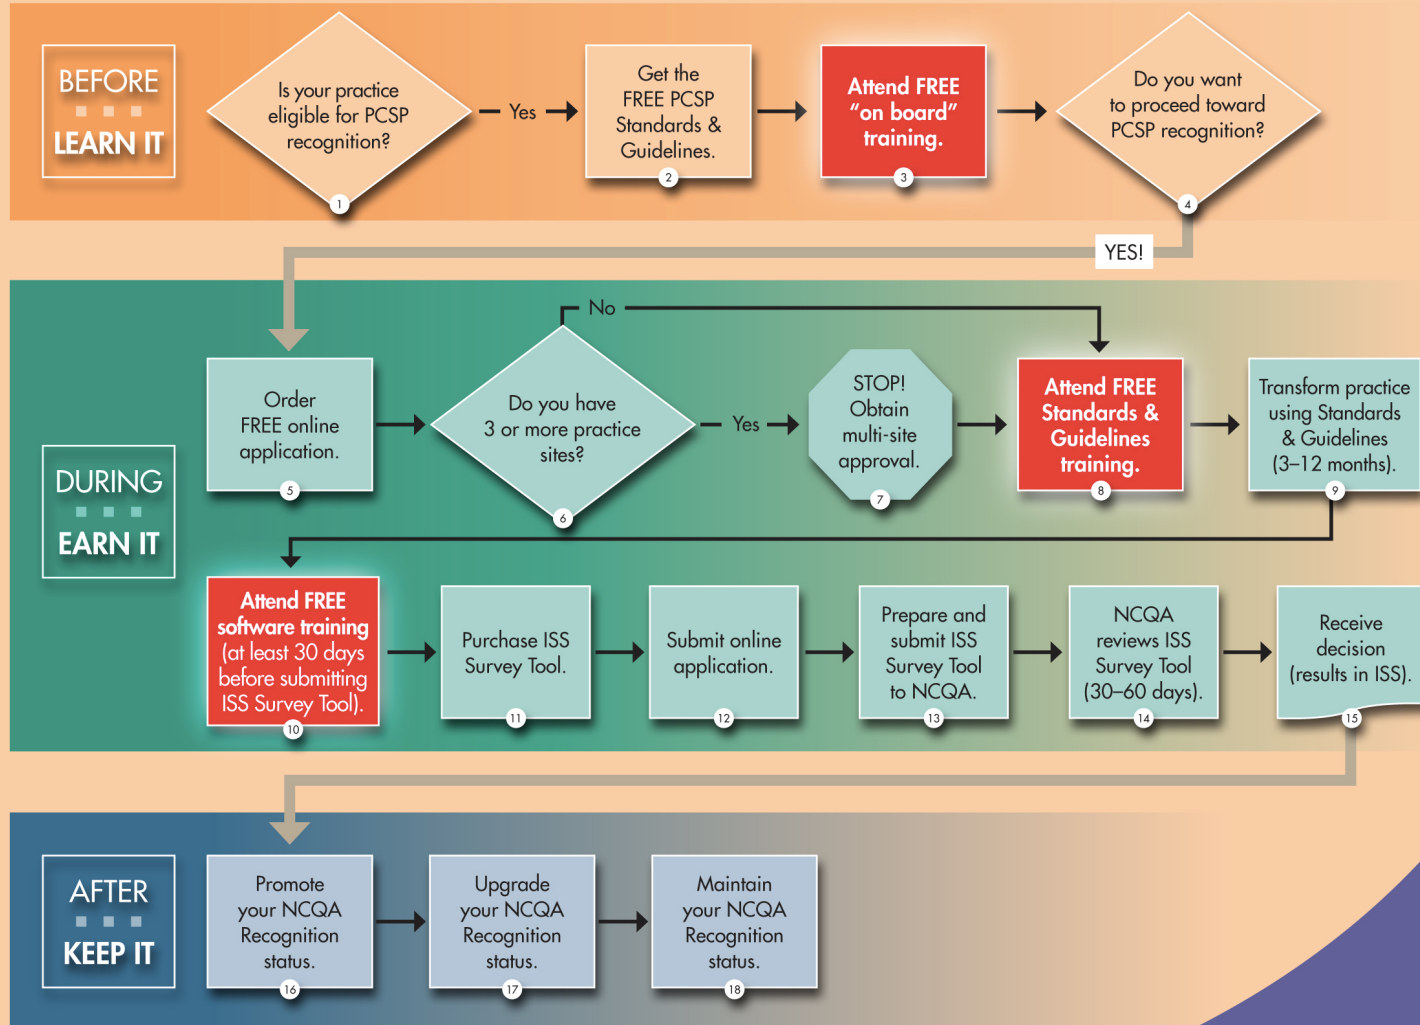 BEFORE
LEARN IT
Is your practice
eligible for PCSP
recognition?
1
Yes
Get the
FREE PCSP
Standards &
Guidelines.
2
Attend FREE
“on board”
training.
3
Do you want
to proceed toward
PCSP recognition?
4
YES!
DURING
EARN IT
Order
FREE online
application.
5
Do you have
3 or more practice
sites?
6
No
Yes
STOP!
Obtain
multi-site
approval.
7
Attend FREE
Standards &
Guidelines
training.
8
Transform practice
using Standards
& Guidelines
(3–12 months).
9
Attend FREE
software training
(at least 30 days
before submitting
ISS Survey Tool).
10
Purchase ISS
Survey Tool.
11
Submit online
application.
12
Prepare and
submit ISS
Survey Tool
to NCQA.
13
NCQA
reviews ISS
Survey Tool
(30–60 days).
14
Receive
decision
(results in ISS).
15
AFTER
KEEP IT
Promote
your NCQA
Recognition
status.
16
Upgrade
your NCQA
Recognition
status.
17
Maintain
your NCQA
Recognition
status.
18